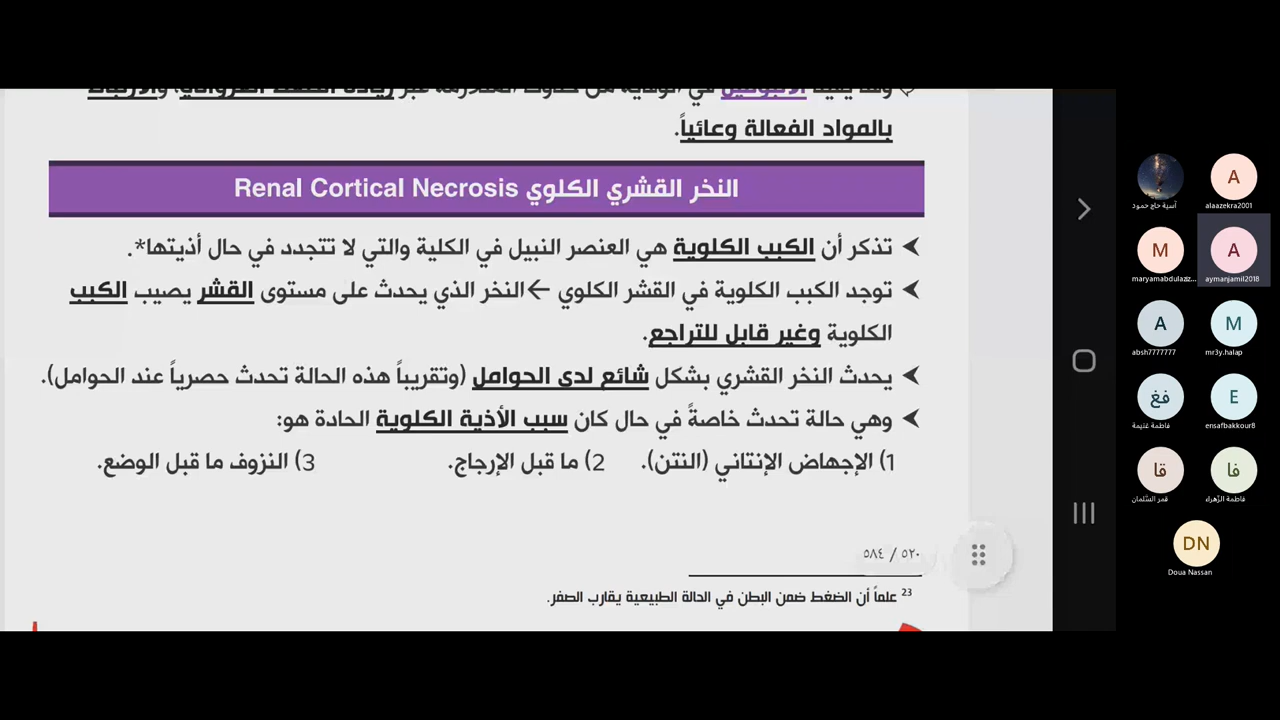 بالمواد الفعالة وعائياً.
النخر القشري الكلوي Renal Cortical Necrosis
تذكر أن الكبب الكلوية هي العنصر النبيل في الكلية والتي لا تتجدد في حال أذيتها*.
توجد الكبب الكلوية في القشر الكلوي ← النخر الذي يحدث على مستوى القشر يصيب الكبب
الكلوية وغير قابل للتراجع.
يحدث النخر القشري بشكل شائع لدى الحوامل (وتقريباً هذه الحالة تحدث حصرياً عند الحوامل).
وهي حالة تحدث خاصةً في حال كان سبب الأذية الكلوية الحادة هو:
1) الإجهاض الإنتاني (النتن). 2) ما قبل الإرجاج. 3) النزوف ما قبل الوضع.
٥٢٠ / ٥٨٤
23 علماً أن الضغط ضمن البطن في الحالة الطبيعية يقارب الصفر.
آسية حاج حمود
A
alaazekra2001
M
maryamabdulaziz...
A
aymanjamil2018
A
absh7777777
M
mr3y.halap
فغ
فاطمة غنيمة
E
ensafbakkour8
قا
قمر السلمان
فا
فاطمة الزهراء
DN
Doua Nassan